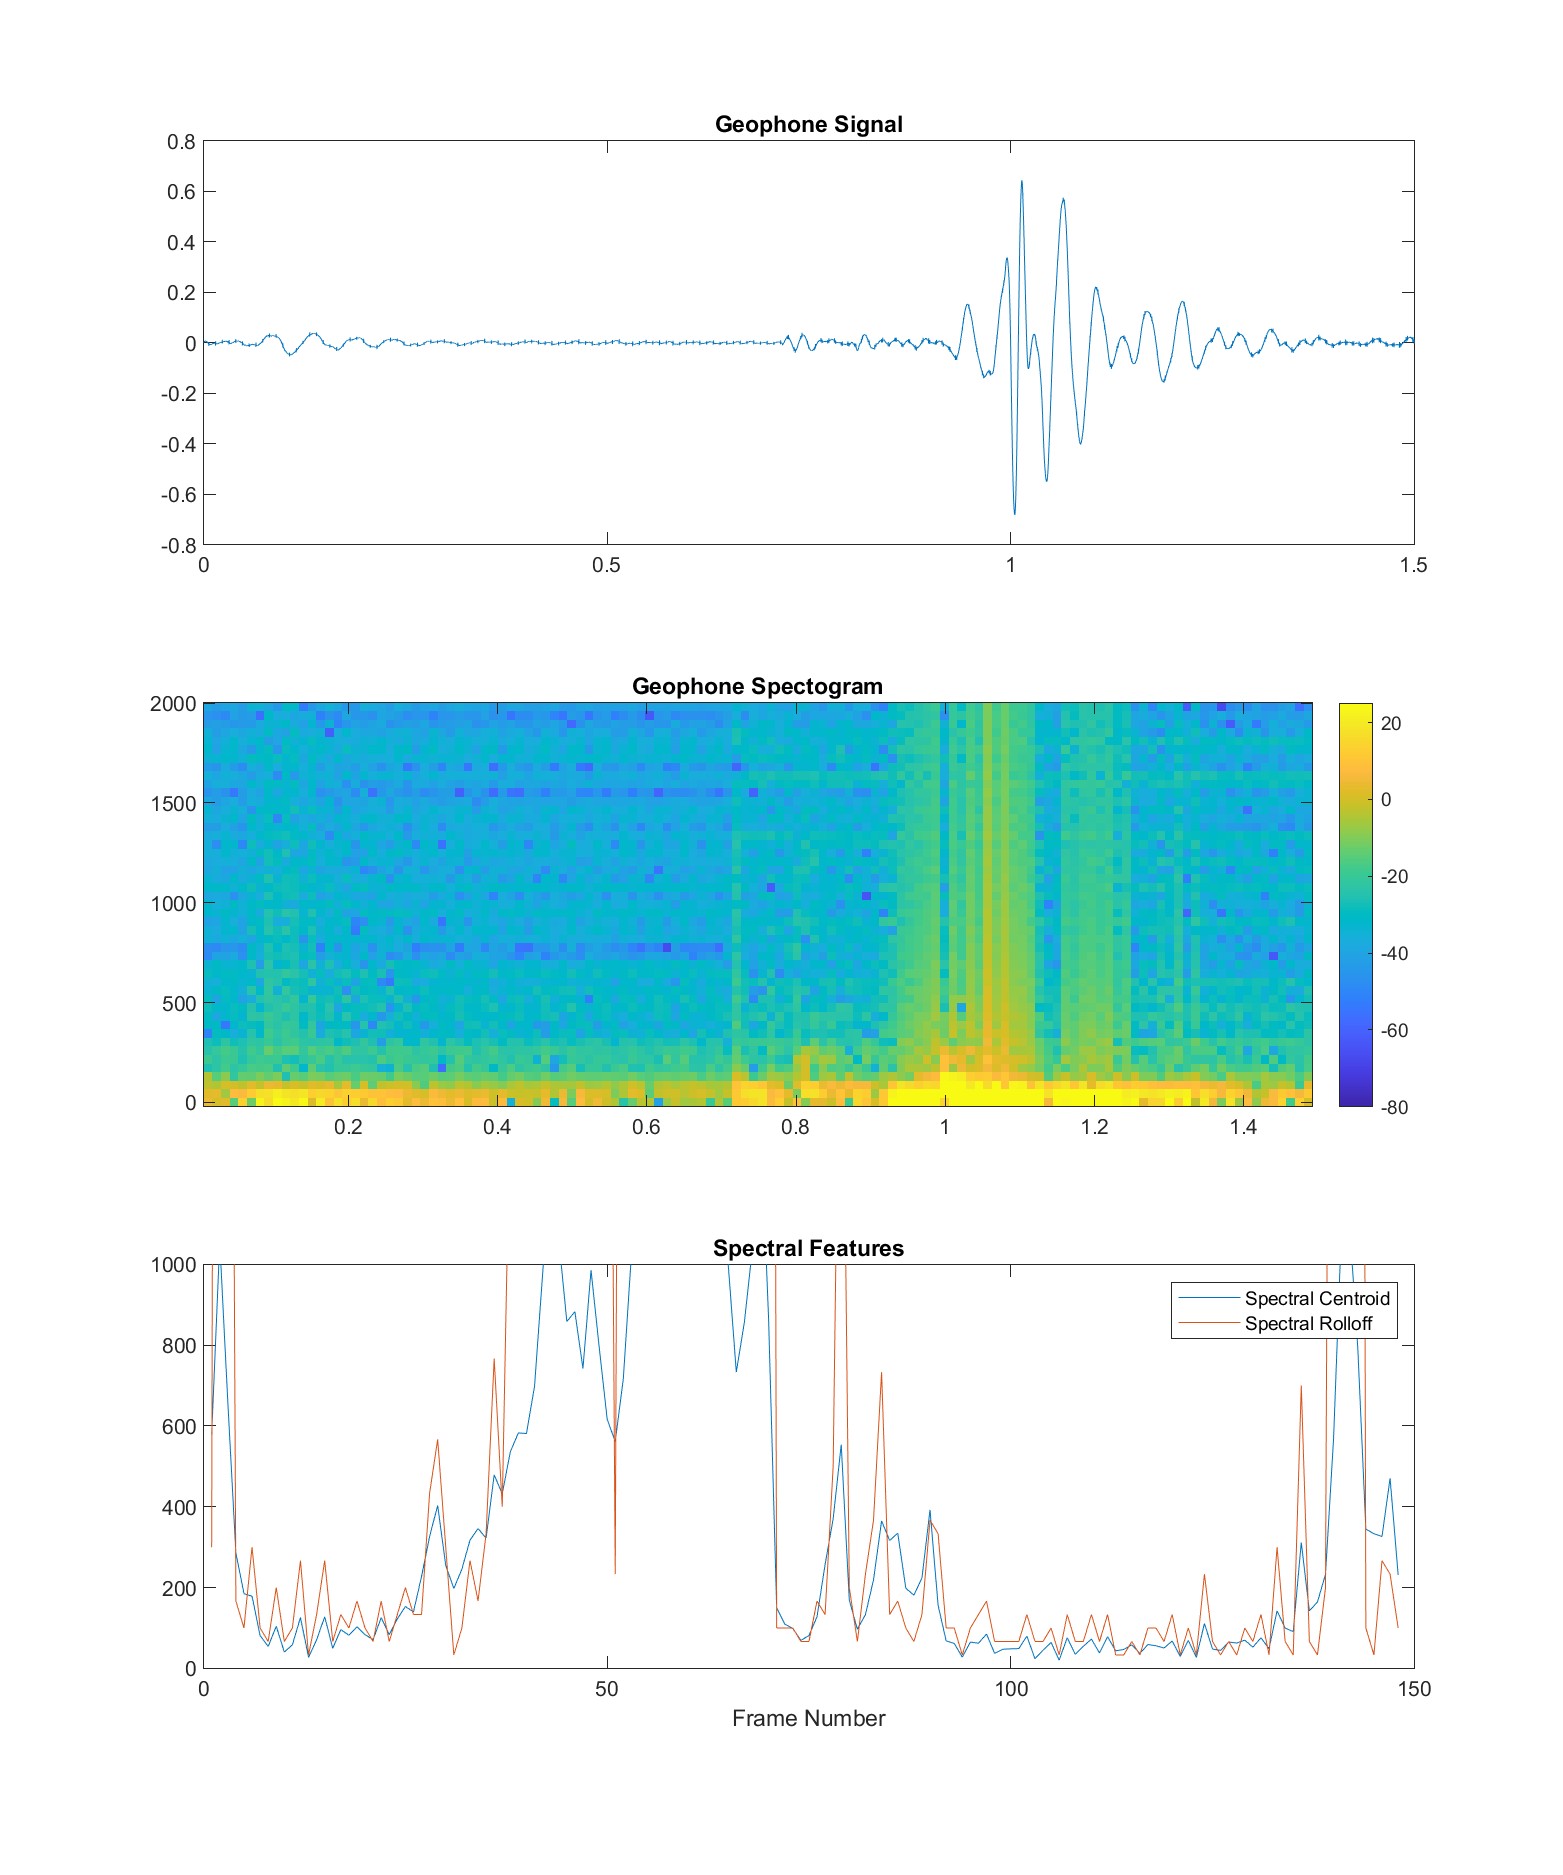 Geophone Signal
0.8
0.6
0.4
0.2
0
-0.2
-0.4
-0.6
-0.8
0 0.5 1 1.5
Geophone Spectogram
2000
1500
1000
500
0
0.2 0.4 0.6 0.8 1 1.2 1.4
20
0
-20
-40
-60
-80
Spectral Features
1000
800
600
400
200
0
Spectral Centroid
Spectral Rolloff
0 50 100 150
Frame Number